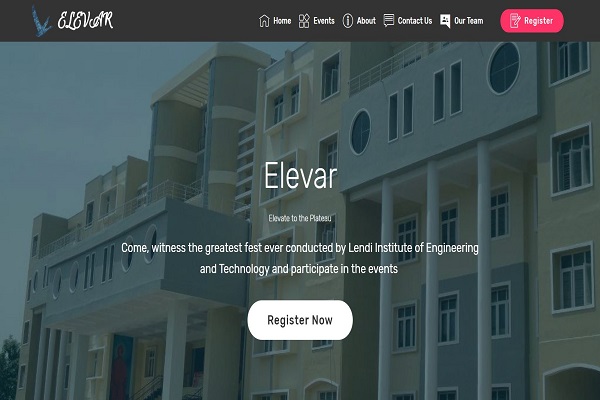 ELEVAR
Home
Events
About
Contact Us
Our Team
Register
Elevar
Elevate to the Plateau
Come, witness the greatest fest ever conducted by Lendi Institute of Engineering
and Technology and participate in the events
Register Now